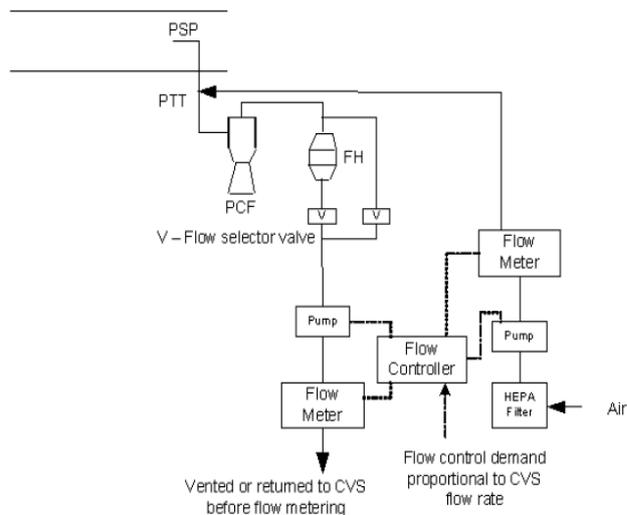 PSP
PTT
PCF
FH
V
V
V – Flow selector valve
Flow
Meter
Pump
Pump
Flow
Controller
Flow
Meter
HEPA
Filter
Air
Vented or returned to CVS
before flow metering
Flow control demand
proportional to CVS
flow rate